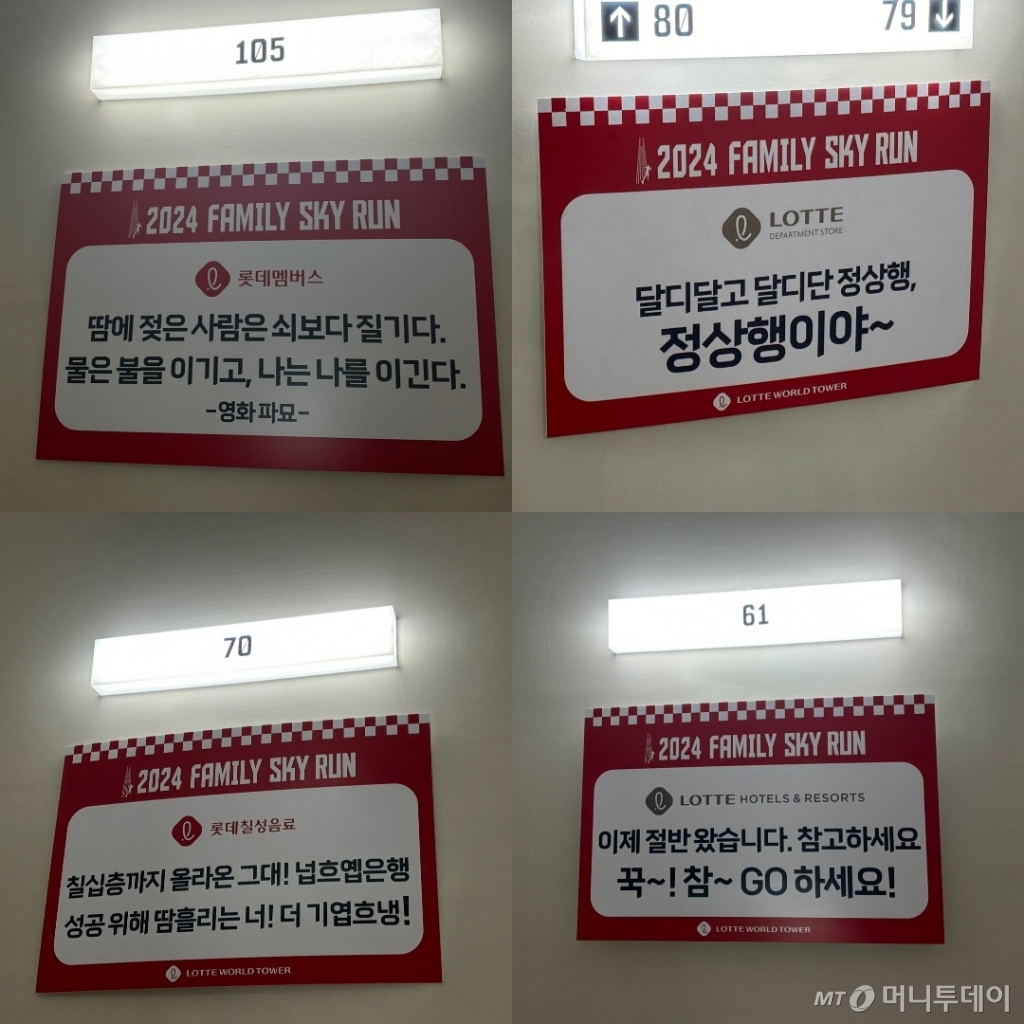 105
2024 FAMILY SKY RUN
롯데멤버스
땀에 젖은 사람은 쇠보다 질기다.
물은 불을 이기고, 나는 나를 이긴다.
-영화 파묘-
↑ 80 79 ↓
2024 FAMILY SKY RUN
LOTTE
DEPARTMENT STORE
달디달고 달디단 정상행,
정상행이야~
LOTTE WORLD TOWER
70
2024 FAMILY SKY RUN
롯데칠성음료
칠십층까지 올라온 그대! 넙흐옙은행
성공 위해 땀흘리는 너! 더 기엽흐냉!
LOTTE WORLD TOWER
61
2024 FAMILY SKY RUN
LOTTE HOTELS & RESORTS
이제 절반 왔습니다. 참고하세요
꾹~! 참~ GO 하세요!
LOTTE WORLD TOWER
MT 머니투데이